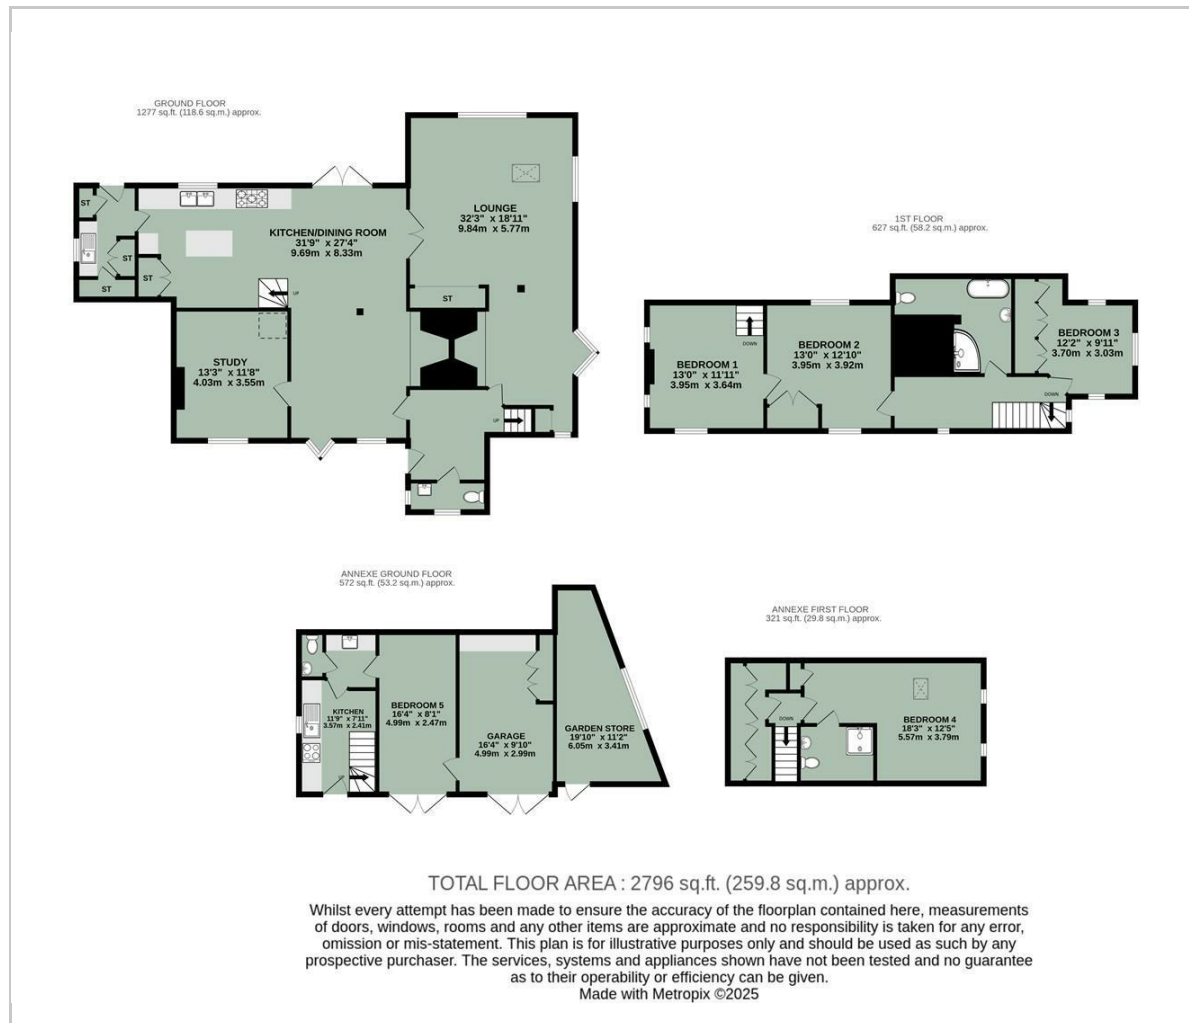 GROUND FLOOR
1277 sq.ft. (118.6 sq.m.) approx.
ST
ST
ST
ST
KITCHEN/DINING ROOM
31'9" x 27'4"
9.69m x 8.33m
UP
LOUNGE
32'3" x 18'11"
9.84m x 5.77m
ST
STUDY
13'3" x 11'8"
4.03m x 3.55m
UP
1ST FLOOR
627 sq.ft. (58.2 sq.m.) approx.
BEDROOM 1
13'0" x 11'11"
3.95m x 3.64m
DOWN
BEDROOM 2
13'0" x 12'10"
3.95m x 3.92m
BEDROOM 3
12'2" x 9'11"
3.70m x 3.03m
DOWN
ANNEXE GROUND FLOOR
572 sq.ft. (53.2 sq.m.) approx.
KITCHEN
11'9" x 7'11"
3.57m x 2.41m
UP
BEDROOM 5
16'4" x 8'1"
4.99m x 2.47m
GARAGE
16'4" x 9'10"
4.99m x 2.99m
GARDEN STORE
19'10" x 11'2"
6.05m x 3.41m
ANNEXE FIRST FLOOR
321 sq.ft. (29.8 sq.m.) approx.
DOWN
BEDROOM 4
18'3" x 12'5"
5.57m x 3.79m
TOTAL FLOOR AREA : 2796 sq.ft. (259.8 sq.m.) approx.
Whilst every attempt has been made to ensure the accuracy of the floorplan contained here, measurements
of doors, windows, rooms and any other items are approximate and no responsibility is taken for any error,
omission or mis-statement. This plan is for illustrative purposes only and should be used as such by any
prospective purchaser. The services, systems and appliances shown have not been tested and no guarantee
as to their operability or efficiency can be given.
Made with Metropix ©2025